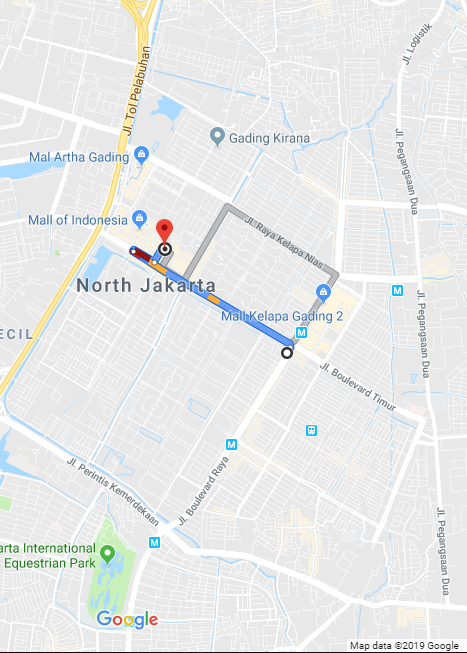 Jl. Logistik
Jl. Tol Pelabuhan
Gading Kirana
Mal Artha Gading
Jl. Pegangsaan Dua
Mall of Indonesia
Jl. Raya Kelapa Nias
North Jakarta
M
Mall Kelapa Gading 2
M
ECIL
Jl. Pegangsaan Dua
Jl. Boulevard Timur
M
Jl. Perintis Kemerdekaan
Jl. Boulevard Raya
Jl. Pegangsaan Dua
M
arta International
Equestrian Park
Google
Map data ©2019 Google